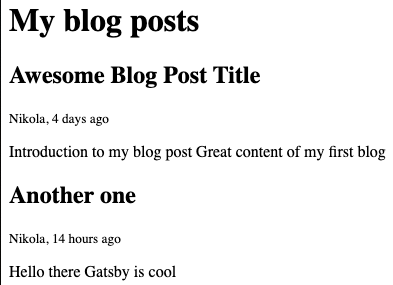 My blog posts
Awesome Blog Post Title
Nikola, 4 days ago
Introduction to my blog post Great content of my first blog
Another one
Nikola, 14 hours ago
Hello there Gatsby is cool